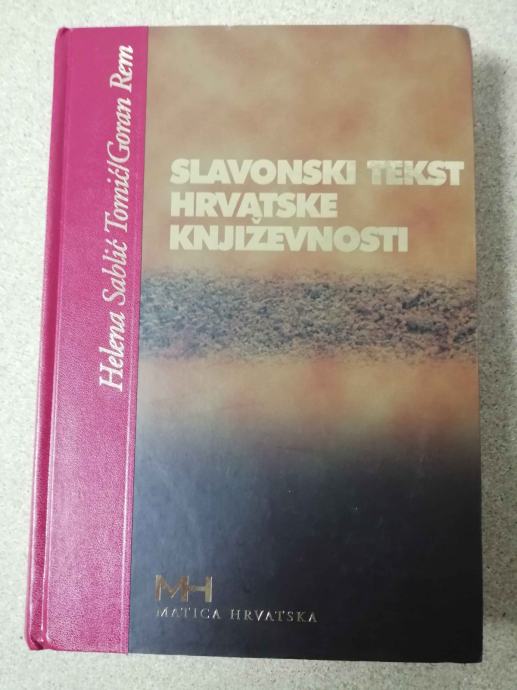 Helena Sablić Tomić/Goran Rem
SLAVONSKI TEKST
HRVATSKE
KNJIŽEVNOSTI
MH
MATICA HRVATSKA